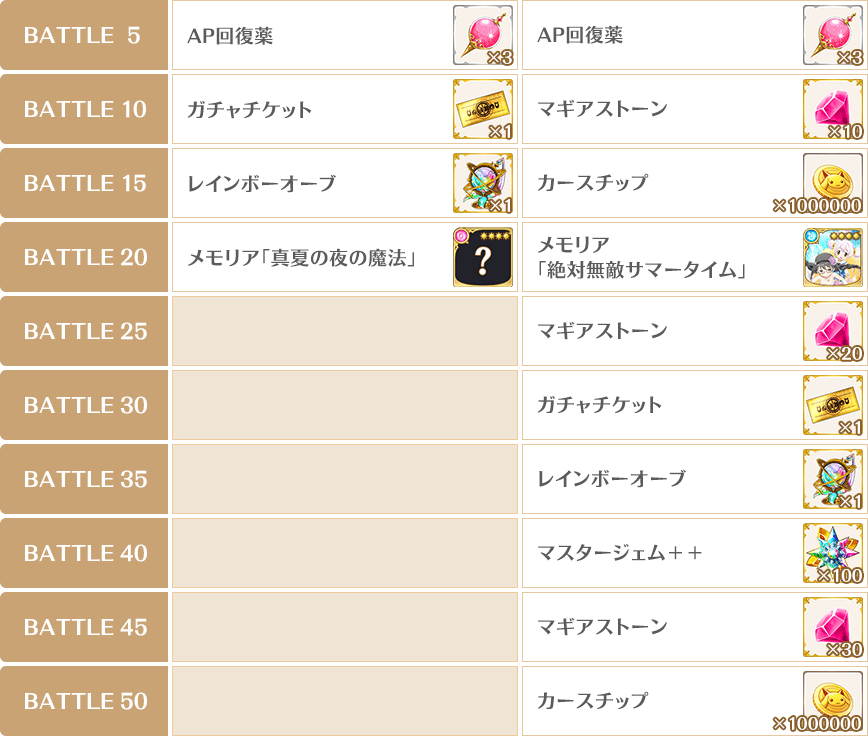 BATTLE 5
AP回復薬
×3
AP回復薬
×3
BATTLE 10
ガチャチケット
×1
マギアストーン
×10
BATTLE 15
レインボーオーブ
×1
カースチップ
×1000000
BATTLE 20
メモリア「真夏の夜の魔法」
?
メモリア
「絶対無敵サマータイム」
BATTLE 25
マギアストーン
×20
BATTLE 30
ガチャチケット
×1
BATTLE 35
レインボーオーブ
×1
BATTLE 40
マスタージェム++
×100
BATTLE 45
マギアストーン
×30
BATTLE 50
カースチップ
×1000000